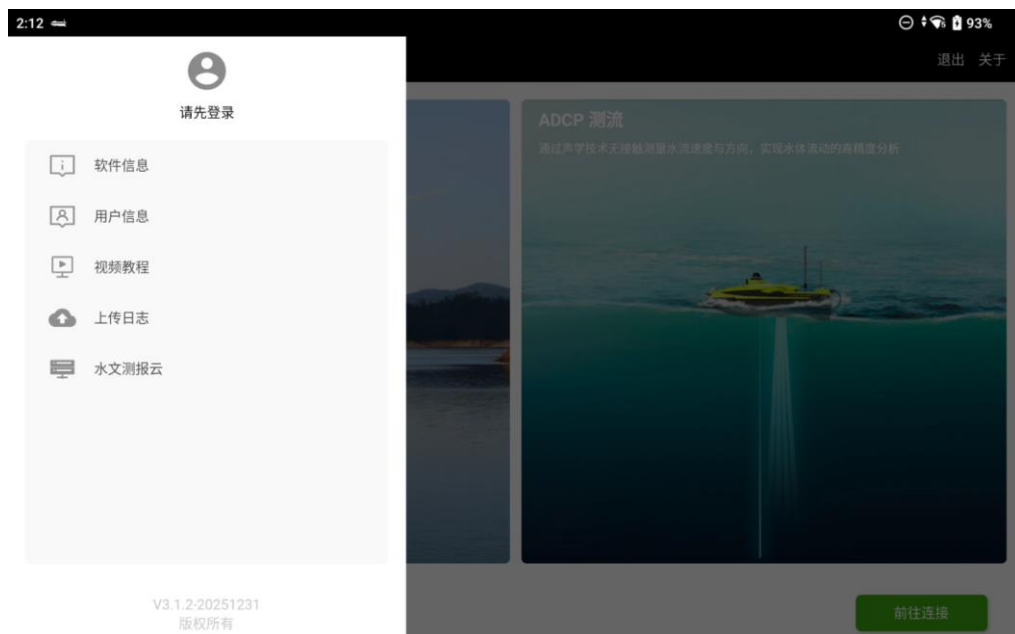 2:12
93%
退出 关于
请先登录
软件信息
用户信息
视频教程
上传日志
水文测报云
V3.1.2-20251231
版权所有
ADCP 测流
通过声学技术无接触测量水流速度与方向，实现水体流动的高精度分析
前往连接